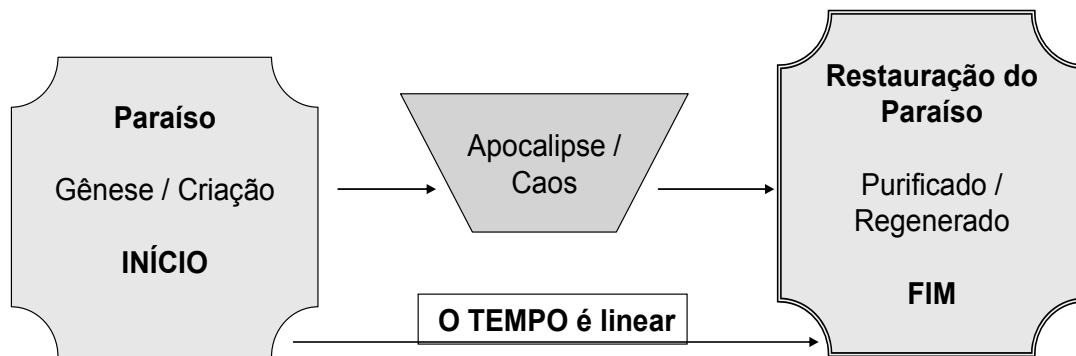 Paraíso
Gênese / Criação
INÍCIO
Apocalipse /
Caos
Restauração do
Paraíso
Purificado /
Regenerado
FIM
O TEMPO é linear